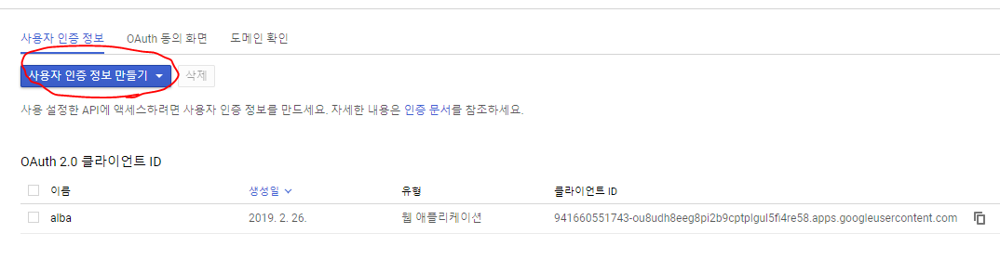 사용자 인증 정보 OAuth 동의 화면 도메인 확인
사용자 인증 정보 만들기 삭제
사용 설정한 API에 액세스하려면 사용자 인증 정보를 만드세요. 자세한 내용은 인증 문서를 참조하세요.
OAuth 2.0 클라이언트 ID
이름 생성일 유형 클라이언트 ID
alba 2019. 2. 26. 웹 애플리케이션 941660551743-ou8udh8eeg8pi2b9cptplgul5fi4re58.apps.googleusercontent.com